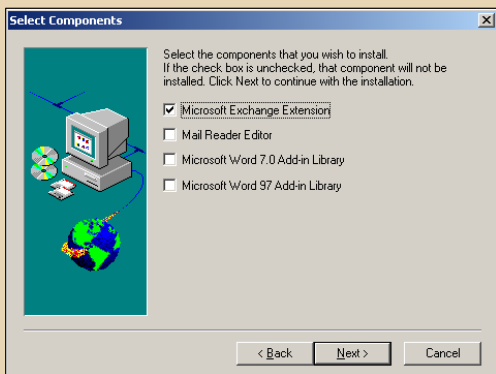 Select Components
Select the components that you wish to install.
If the check box is unchecked, that component will not be
installed. Click Next to continue with the installation.
Microsoft Exchange Extension
Mail Reader Editor
Microsoft Word 7.0 Add-in Library
Microsoft Word 97 Add-in Library
< Back Next > Cancel